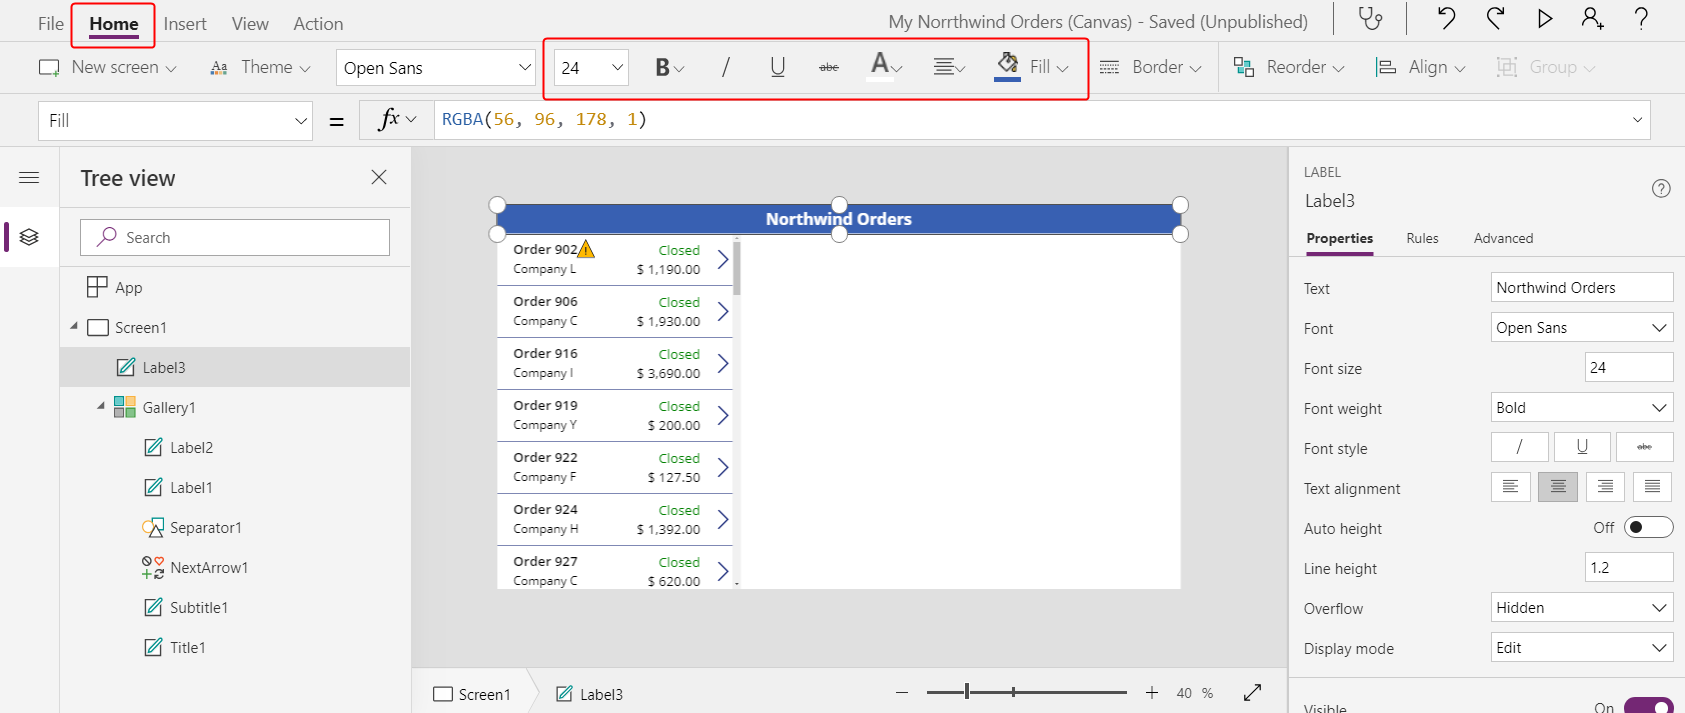 File Home Insert View Action My Norrthwind Orders (Canvas) - Saved (Unpublished) ?
New screen Aa Theme Open Sans 24 B / U abc A Fill Border Reorder Align Group
Fill = fx RGBA(56, 96, 178, 1)
Tree view
Search
App
Screen1
Label3
Gallery1
Label2
Label1
Separator1
NextArrow1
Subtitle1
Title1
Northwind Orders
Order 902 Closed
Company L $ 1,190.00
Order 906 Closed
Company C $ 1,930.00
Order 916 Closed
Company I $ 3,690.00
Order 919 Closed
Company Y $ 200.00
Order 922 Closed
Company F $ 127.50
Order 924 Closed
Company H $ 1,392.00
Order 927 Closed
Company C $ 620.00
Screen1 Label3 — + 40 %
LABEL
Label3 ?
Properties Rules Advanced
Text Northwind Orders
Font Open Sans
Font size 24
Font weight Bold
Font style / U abc
Text alignment
Auto height Off
Line height 1.2
Overflow Hidden
Display mode Edit
Visible On